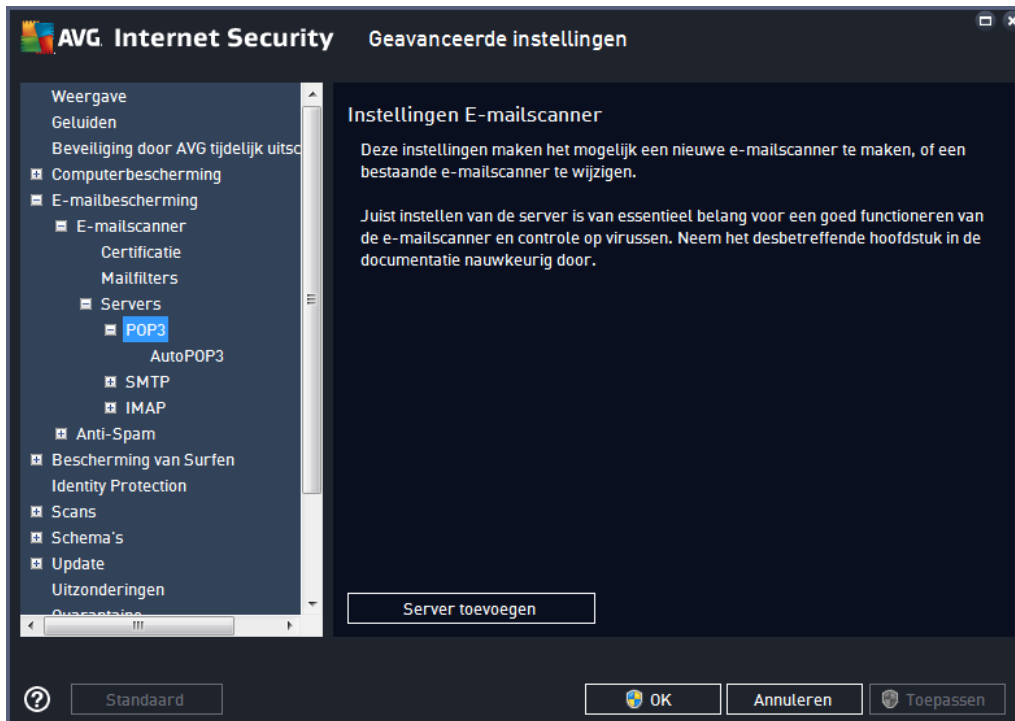 AVG Internet Security Geavanceerde instellingen
Weergave
Geluiden
Beveiliging door AVG tijdelijk uitsc
Computerbescherming
E-mailbescherming
E-mailscanner
Certificatie
Mailfilters
Servers
POP3
AutoPOP3
SMTP
IMAP
Anti-Spam
Bescherming van Surfen
Identity Protection
Scans
Schema's
Update
Uitzonderingen
Quarantaine
Instellingen E-mailscanner
Deze instellingen maken het mogelijk een nieuwe e-mailscanner te maken, of een
bestaande e-mailscanner te wijzigen.
Juist instellen van de server is van essentieel belang voor een goed functioneren van
de e-mailscanner en controle op virussen. Neem het desbetreffende hoofdstuk in de
documentatie nauwkeurig door.
Server toevoegen
? Standaard
OK
Annuleren
Toepassen